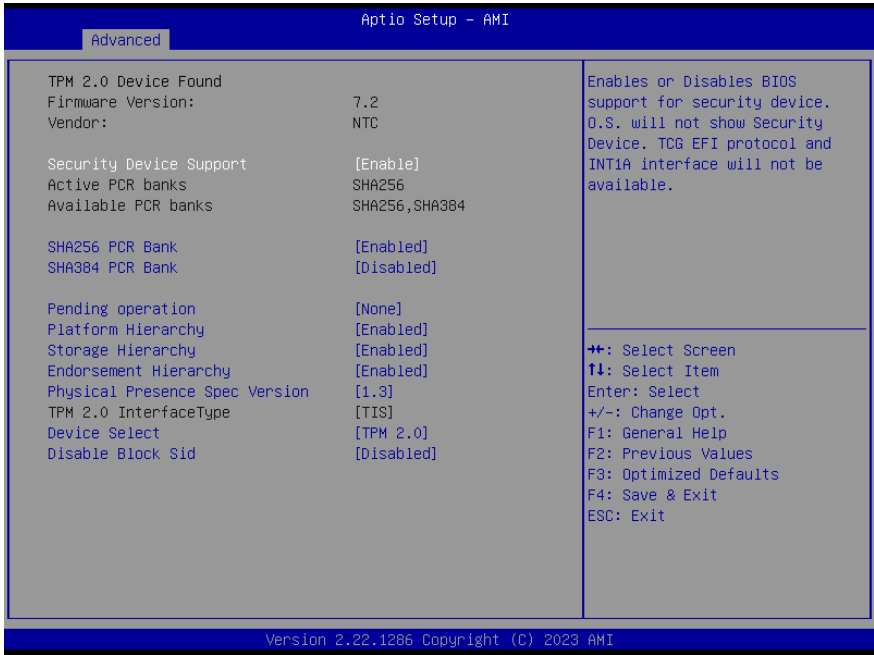 Aptio Setup - AMI
Advanced
TPM 2.0 Device Found
Firmware Version: 7.2
Vendor: NTC
Security Device Support [Enable]
Active PCR banks SHA256
Available PCR banks SHA256,SHA384
SHA256 PCR Bank [Enabled]
SHA384 PCR Bank [Disabled]
Pending operation [None]
Platform Hierarchy [Enabled]
Storage Hierarchy [Enabled]
Endorsement Hierarchy [Enabled]
Physical Presence Spec Version [1.3]
TPM 2.0 InterfaceType [TIS]
Device Select [TPM 2.0]
Disable Block Sid [Disabled]
Enables or Disables BIOS
support for security device.
O.S. will not show Security
Device. TCG EFI protocol and
INT1A interface will not be
available.
→←: Select Screen
↑↓: Select Item
Enter: Select
+/-: Change Opt.
F1: General Help
F2: Previous Values
F3: Optimized Defaults
F4: Save & Exit
ESC: Exit
Version 2.22.1286 Copyright (C) 2023 AMI